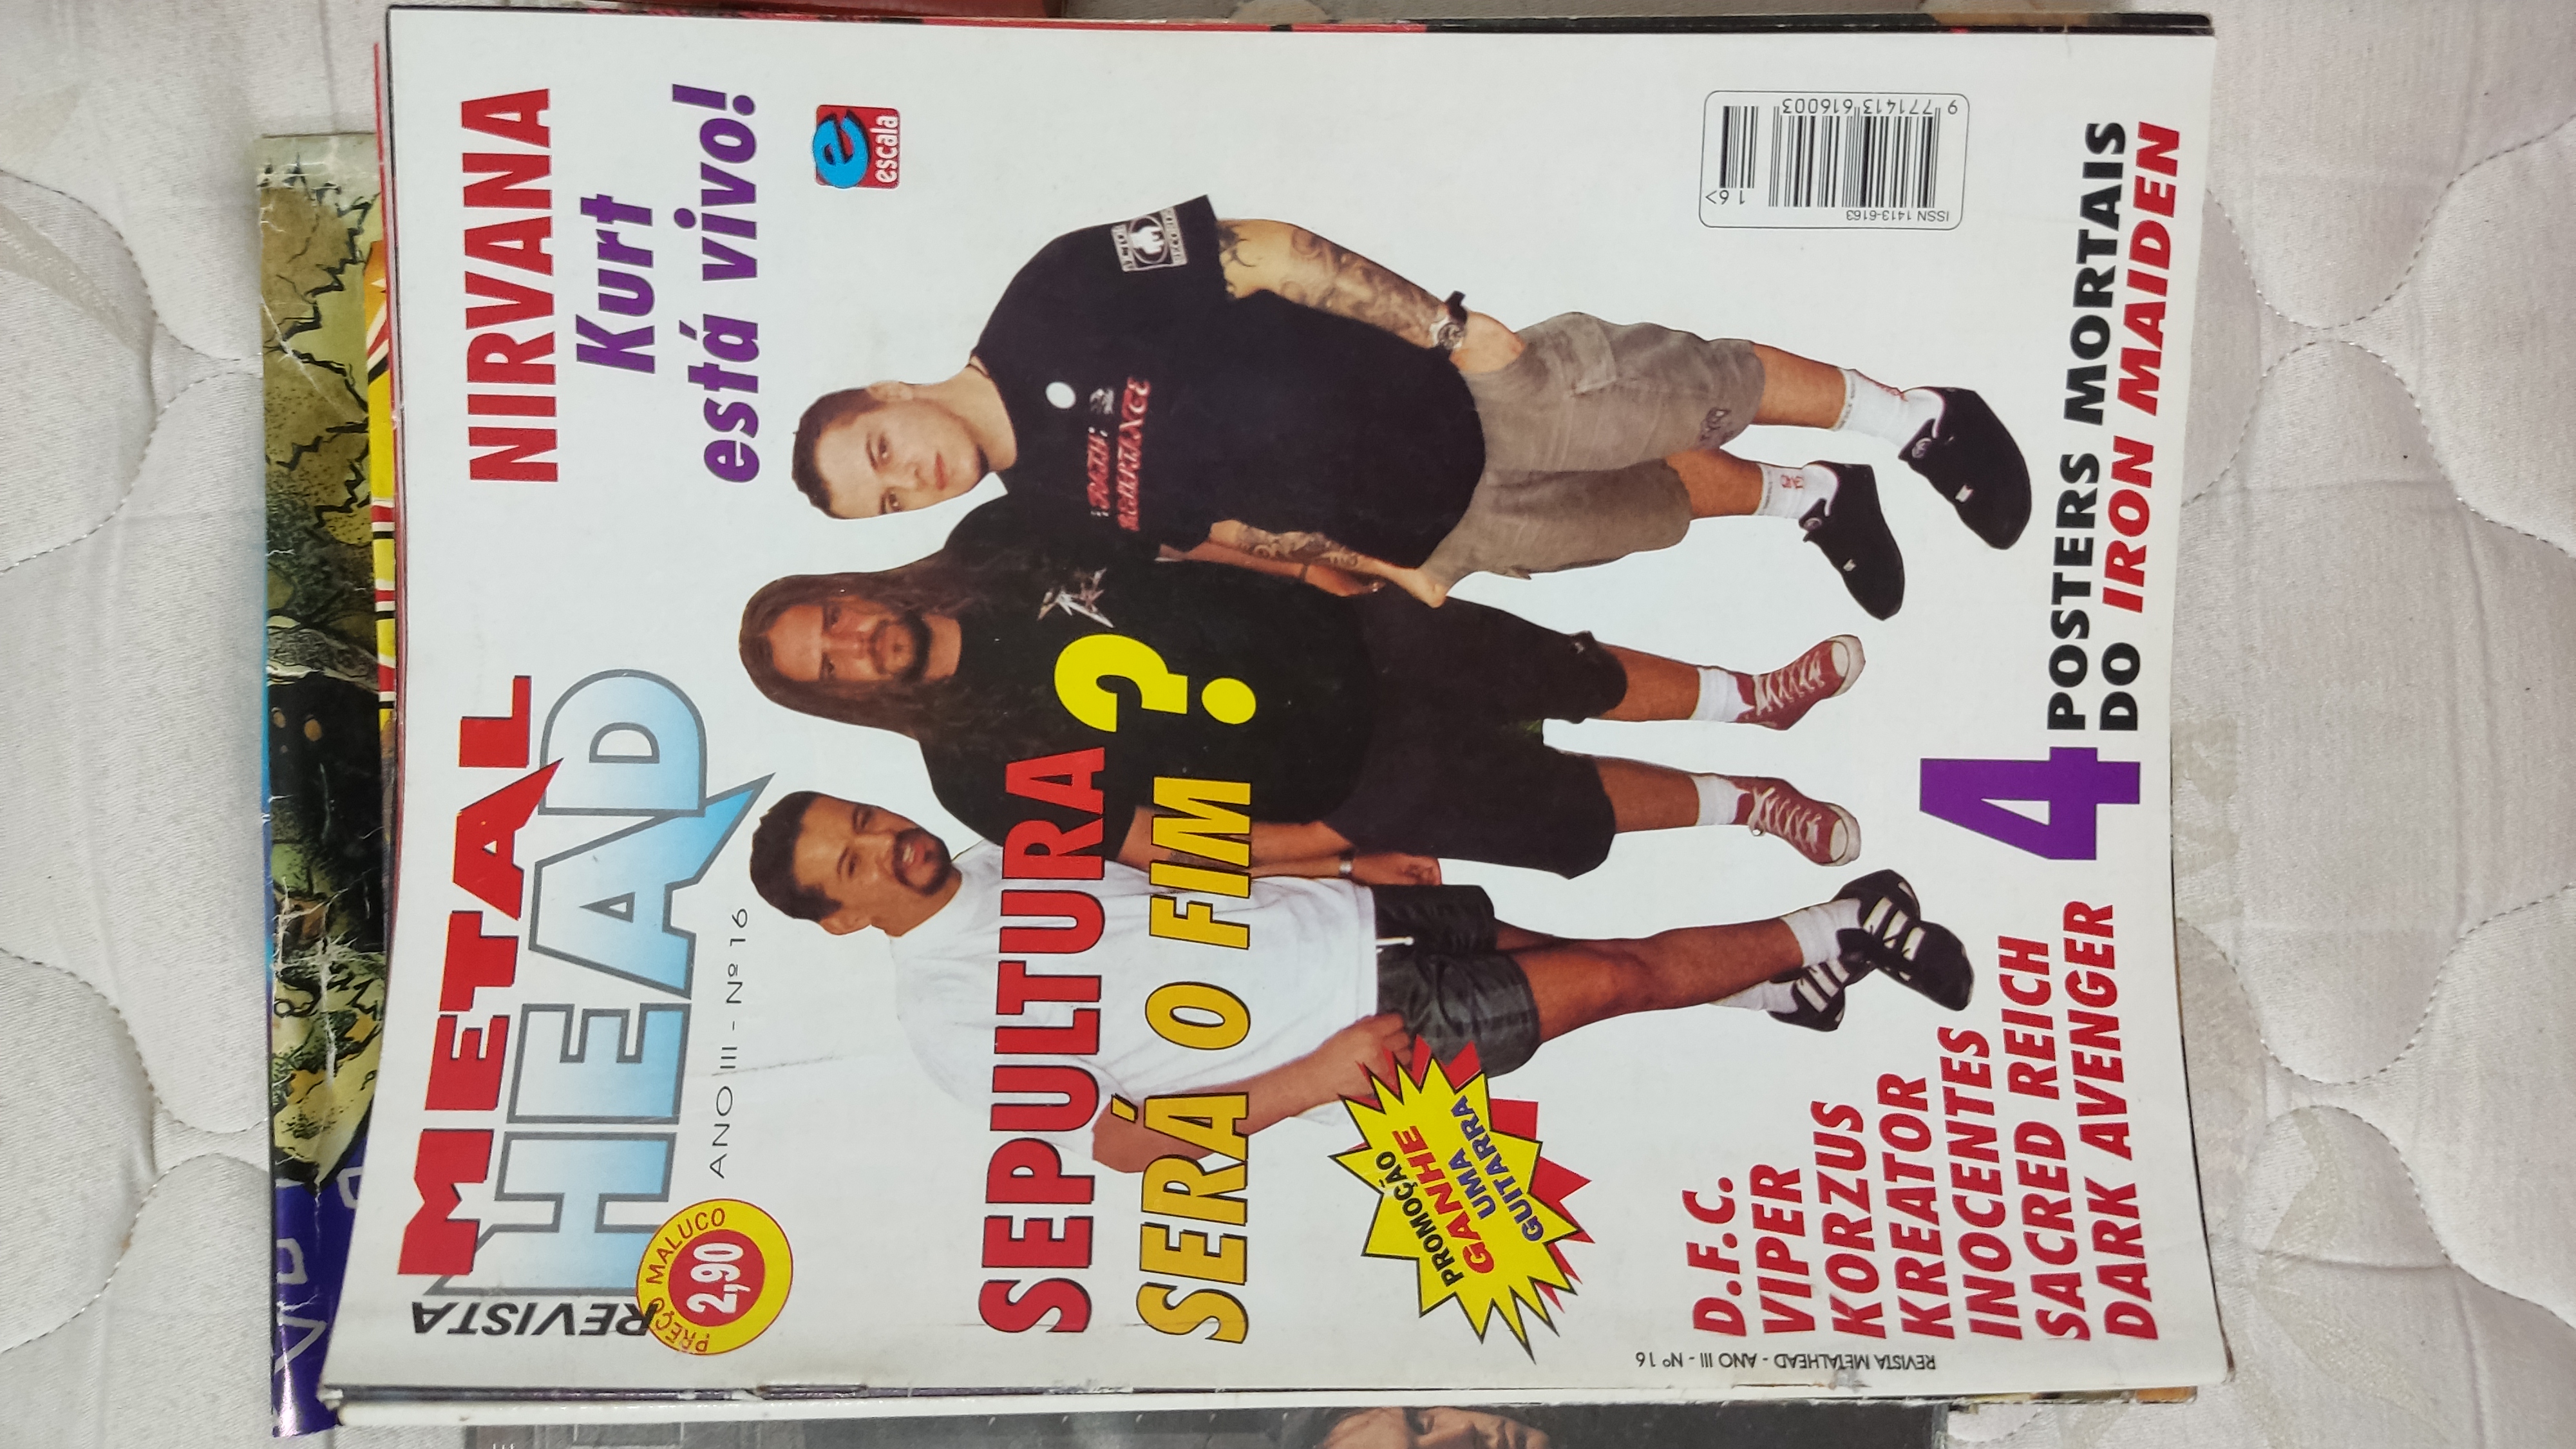 REVISTA
METAL
HEAD
PREÇO MALUCO
2,90
ANO III - Nº 16
NIRVANA
Kurt
está vivo!
e
escala
SEPULTURA
SERÁ O FIM ?
VICTORY
RECORDS
PROMOÇÃO
GANHE
UMA
GUITARRA
REVISTA METALHEAD - ANO III - Nº 16
D.F.C.
VIPER
KORZUS
KREATOR
INOCENTES
SACRED REICH
DARK AVENGER
4 POSTERS MORTAIS
DO IRON MAIDEN
ISSN 1413-6163
9 771413 616003
16>